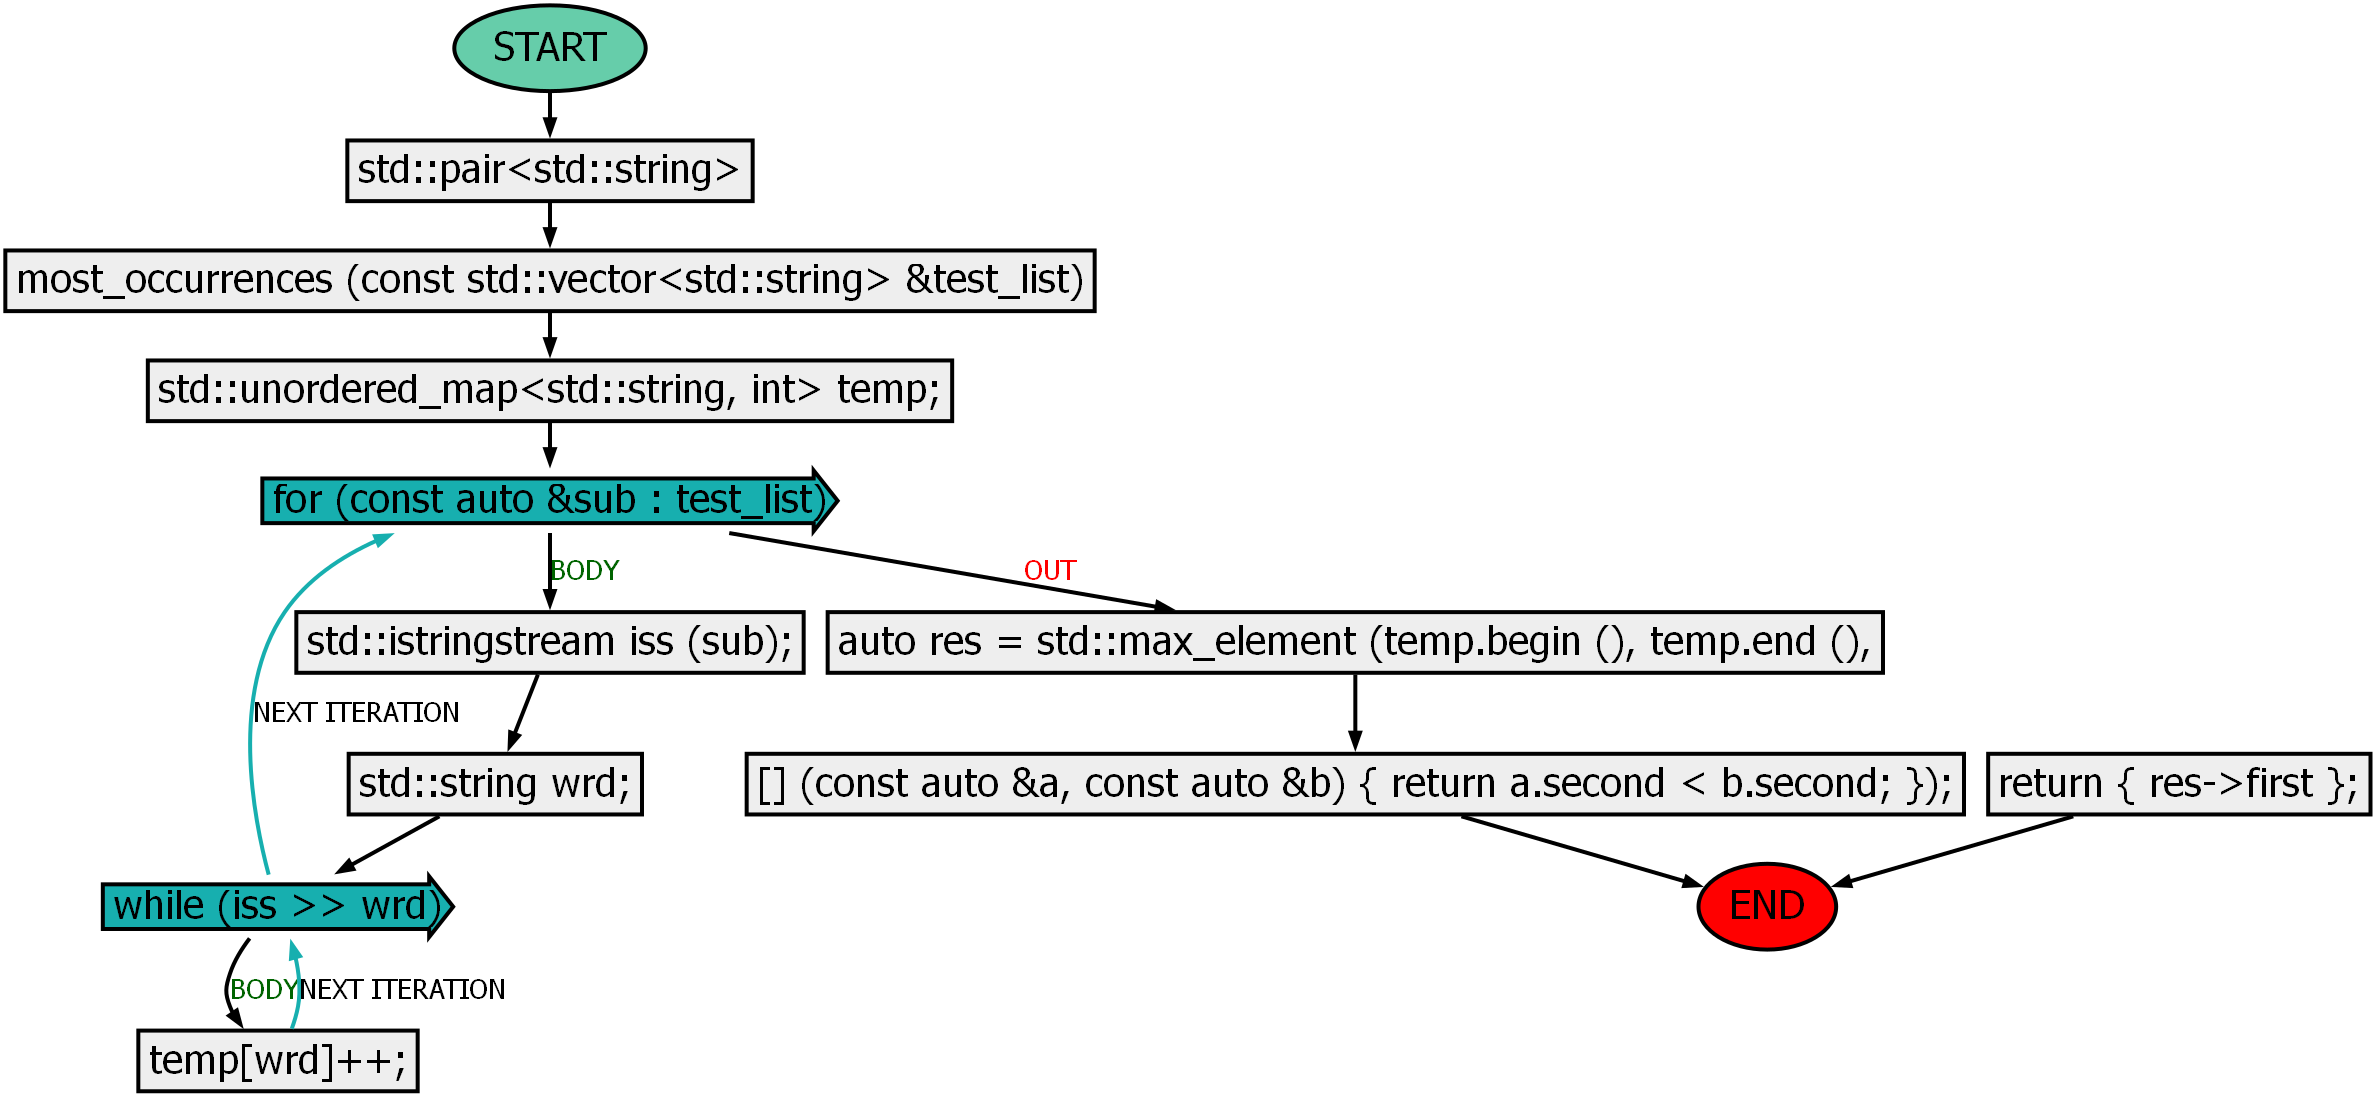 START
std::pair<std::string>
most_occurrences (const std::vector<std::string> &test_list)
std::unordered_map<std::string, int> temp;
for (const auto &sub : test_list)
BODY
OUT
std::istringstream iss (sub);
auto res = std::max_element (temp.begin (), temp.end (),
NEXT ITERATION
std::string wrd;
[] (const auto &a, const auto &b) { return a.second < b.second; });
return { res->first };
while (iss >> wrd)
END
BODY
NEXT ITERATION
temp[wrd]++;